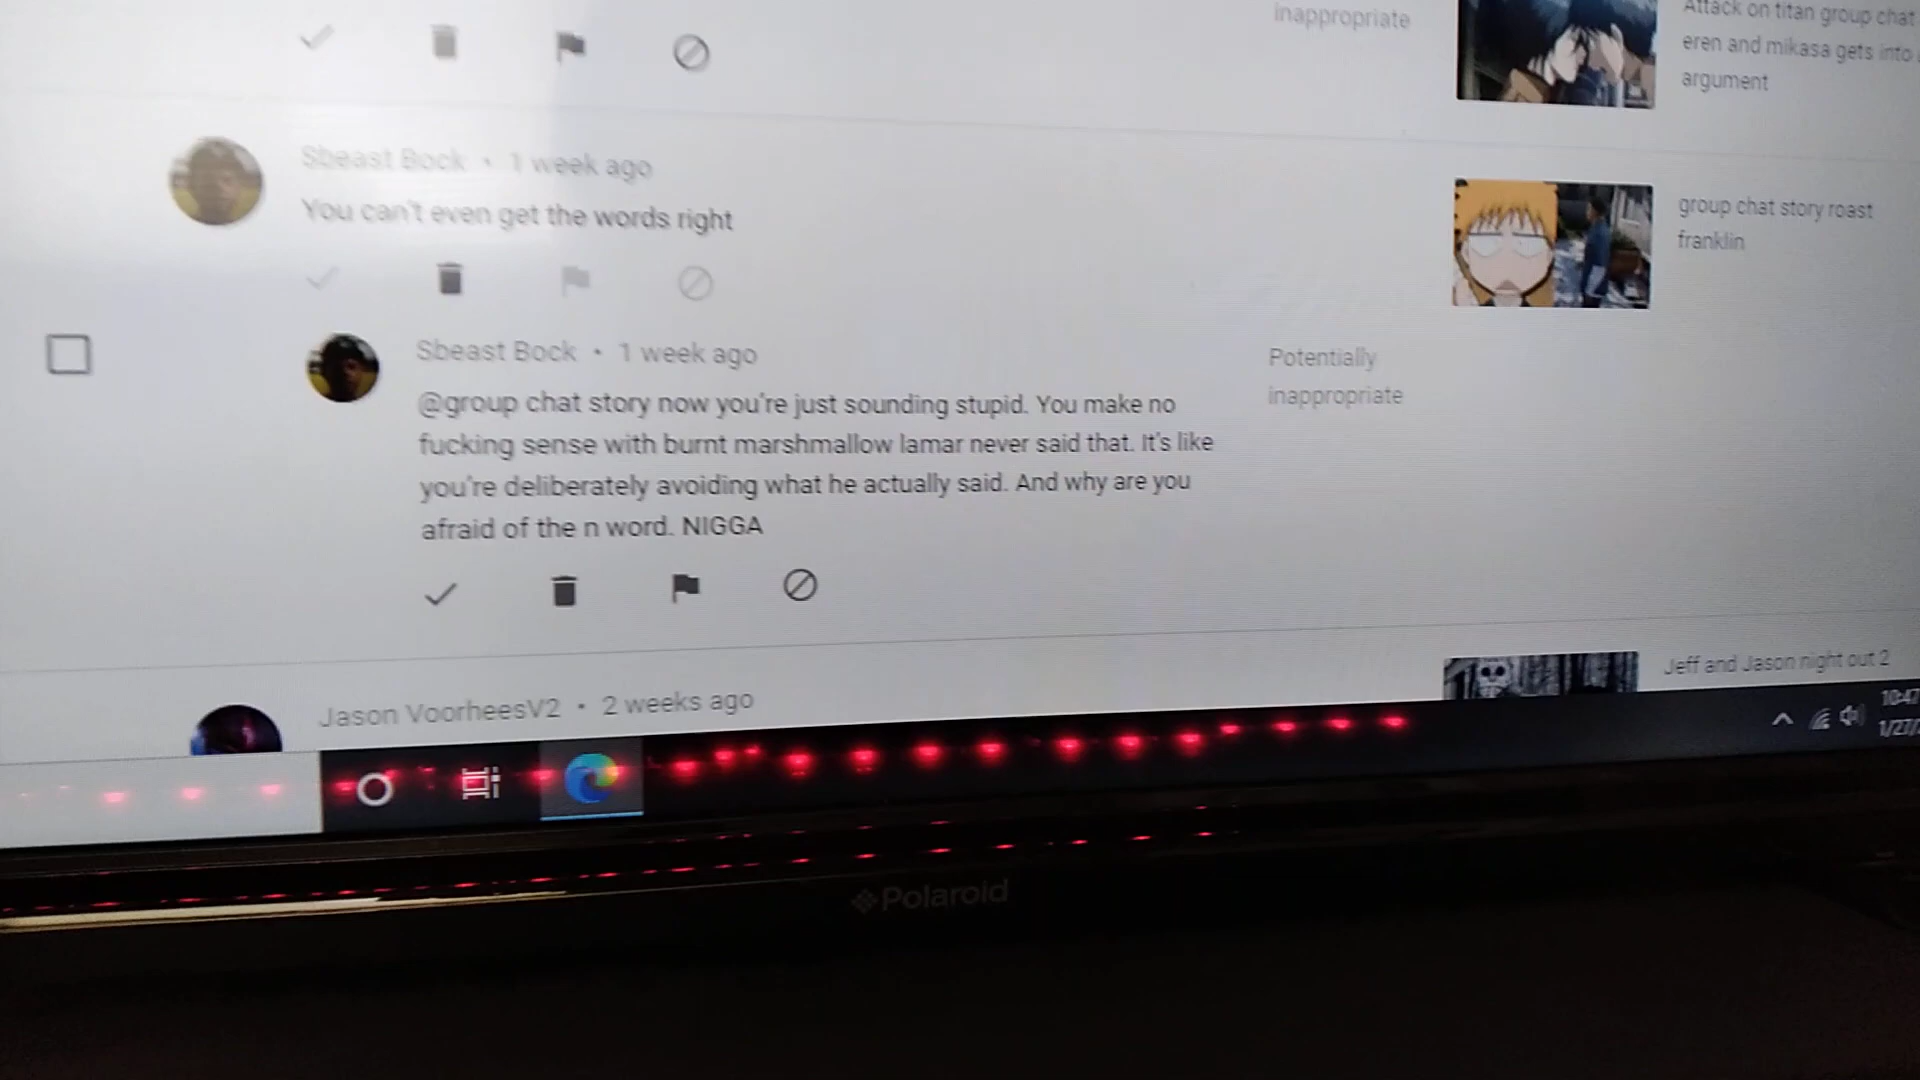 inappropriate
Attack on titan group chat
eren and mikasa gets into
argument
Sbeast Bock • 1 week ago
You can't even get the words right
group chat story roast
franklin
Sbeast Bock • 1 week ago
Potentially
inappropriate
@group chat story now you're just sounding stupid. You make no
fucking sense with burnt marshmallow lamar never said that. It's like
you're deliberately avoiding what he actually said. And why are you
afraid of the n word. NIGGA
Jeff and Jason night out 2
Jason VoorheesV2 • 2 weeks ago
10:47
1/27/
Polaroid